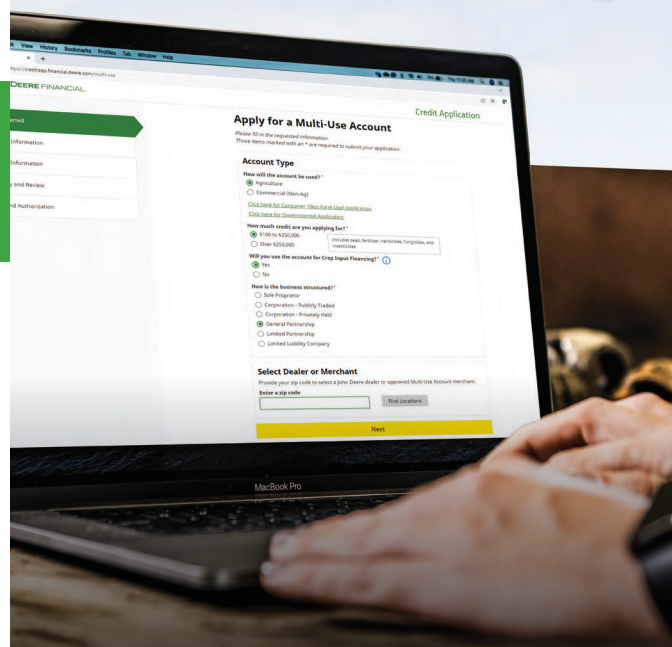 View History Bookmarks Profiles Tab Window Help
https://creditapp.financial.deere.com/multi-use
DEERE FINANCIAL
Credit Application
Information
Information
and Review
and Authorization
Apply for a Multi-Use Account
Please fill in the requested information.
Those items marked with an * are required to submit your application.
Account Type
How will the account be used?*
Agriculture
Commercial (Non-Ag)
Click here for Consumer (Non Farm Use) Application
Click here for Governmental Application
How much credit are you applying for?*
$100 to $250,000
Over $250,000
Includes seed, fertilizer, herbicides, fungicides, and
insecticides
Will you use the account for Crop Input Financing?*
Yes
No
How is the business structured?*
Sole Proprietor
Corporation - Publicly Traded
Corporation - Privately Held
General Partnership
Limited Partnership
Limited Liability Company
Select Dealer or Merchant
Provide your zip code to select a John Deere dealer or approved Multi-Use Account merchant.
Enter a zip code
Find Locations
Next
MacBook Pro